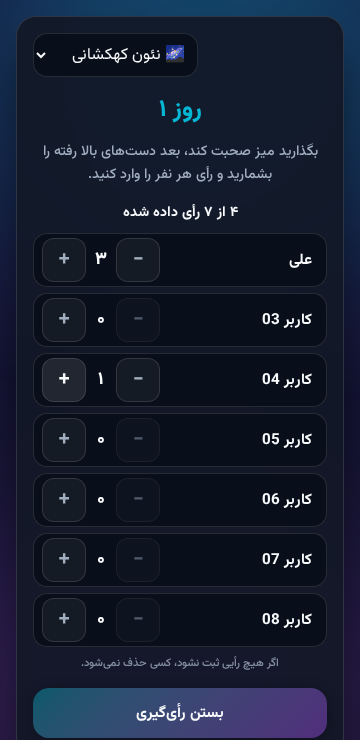 🌌 نئون کهکشانی
روز ۱
بگذارید میز صحبت کند، بعد دست‌های بالا رفته را
بشمارید و رأی هر نفر را وارد کنید.
۴ از ۷ رأی داده شده
علی − ۳ +
کاربر 03 − ۰ +
کاربر 04 − ۱ +
کاربر 05 − ۰ +
کاربر 06 − ۰ +
کاربر 07 − ۰ +
کاربر 08 − ۰ +
اگر هیچ رأیی ثبت نشود، کسی حذف نمی‌شود.
بستن رأی‌گیری